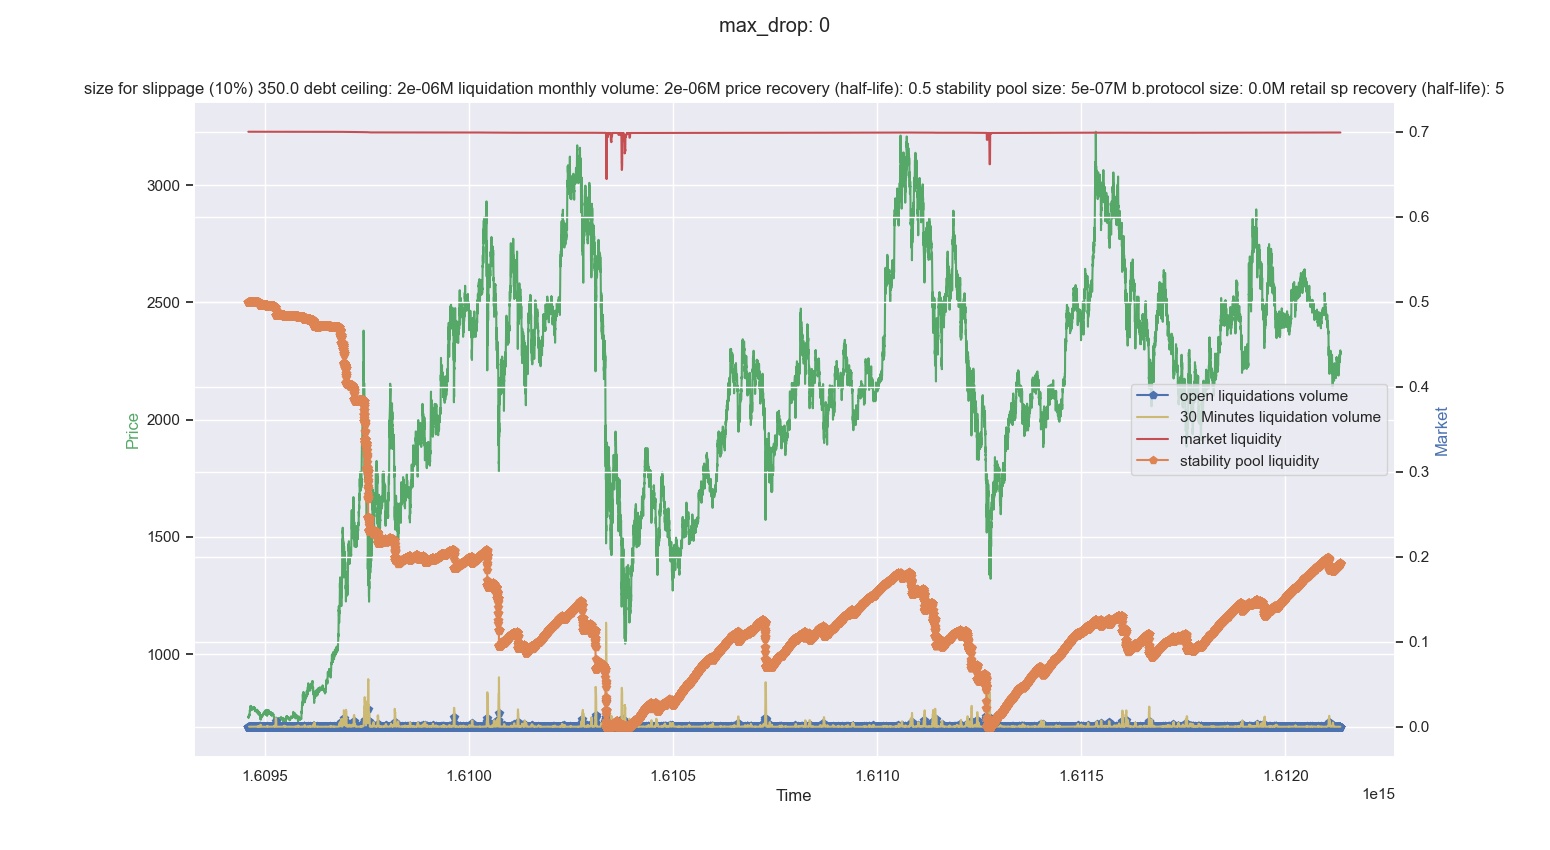 max_drop: 0
size for slippage (10%) 350.0 debt ceiling: 2e-06M liquidation monthly volume: 2e-06M price recovery (half-life): 0.5 stability pool size: 5e-07M b.protocol size: 0.0M retail sp recovery (half-life): 5
3000
2500
2000
1500
1000
Price
0.7
0.6
0.5
0.4
0.3
0.2
0.1
0.0
Market
open liquidations volume
30 Minutes liquidation volume
market liquidity
stability pool liquidity
1.6095 1.6100 1.6105 1.6110 1.6115 1.6120
Time
1e15